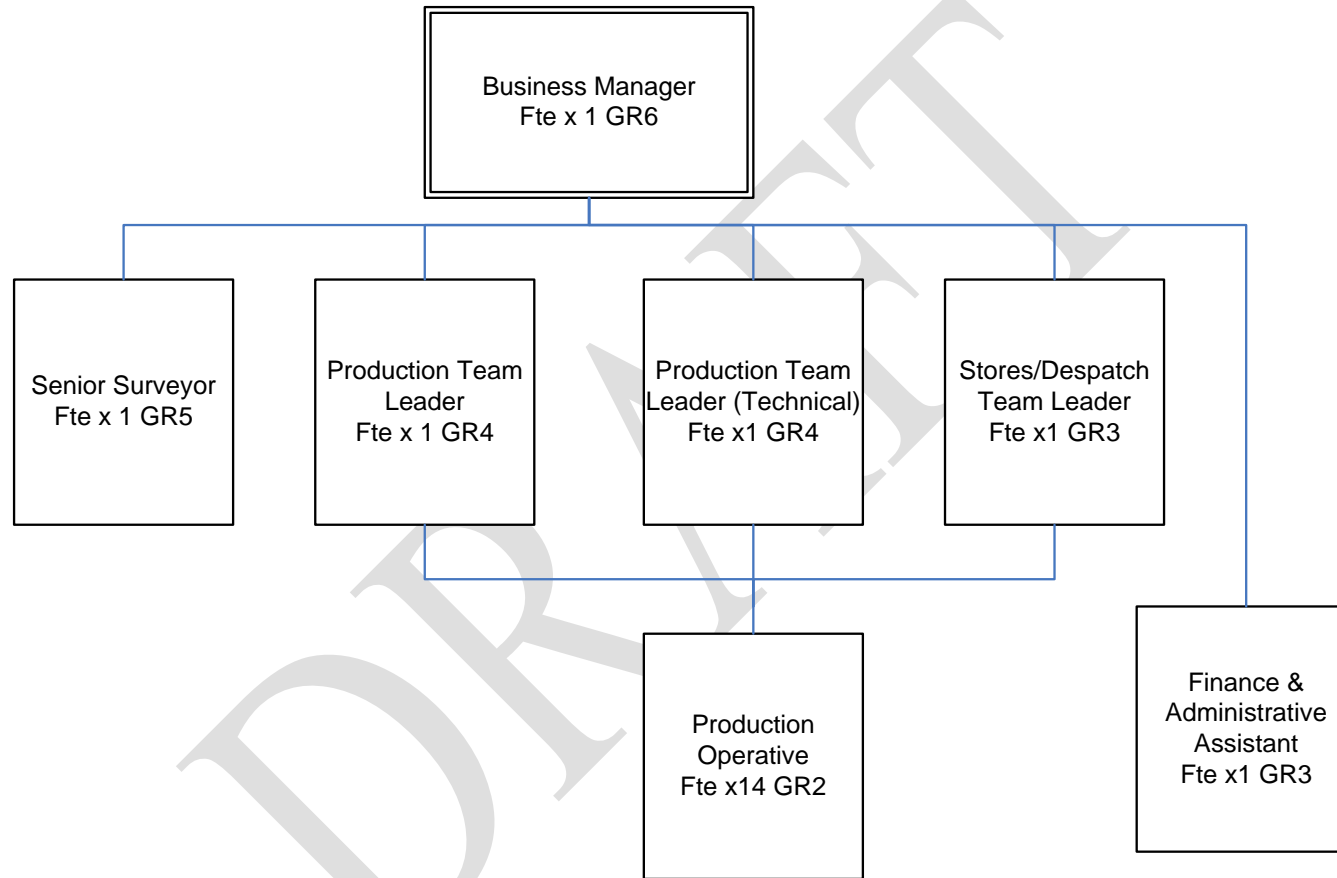 Business Manager
Fte x 1 GR6
Senior Surveyor
Fte x 1 GR5
Production Team
Leader
Fte x 1 GR4
Production Team
Leader (Technical)
Fte x1 GR4
Stores/Despatch
Team Leader
Fte x1 GR3
Production
Operative
Fte x14 GR2
Finance &
Administrative
Assistant
Fte x1 GR3
DRAFT